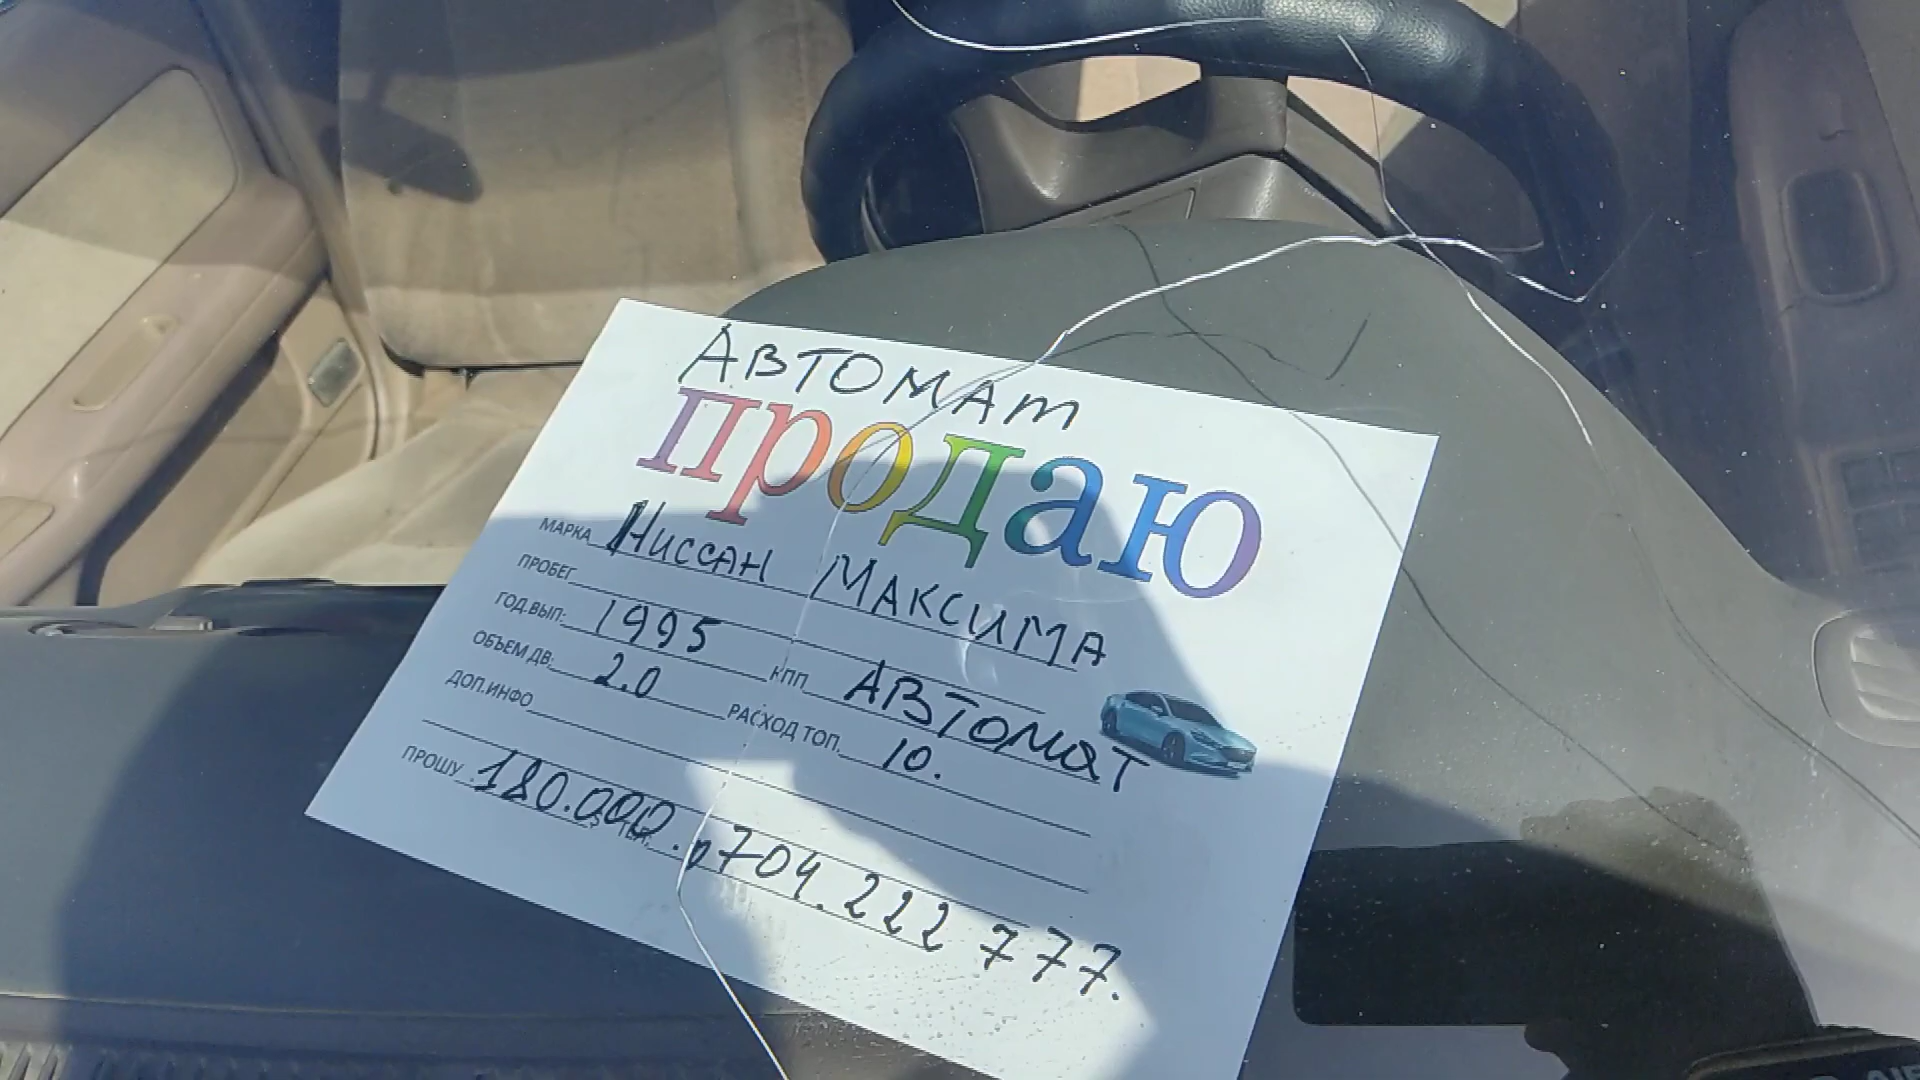 АВТОМАТ
продаю
МАРКА НИССАН МАКСИМА
ПРОБЕГ
ГОД.ВЫП: 1995 КПП АВТОМАТ
ОБЪЕМ ДВ: 2.0 РАСХОД ТОП. 10.
ДОП.ИНФО
ПРОШУ 180.000. 0704.222 777.